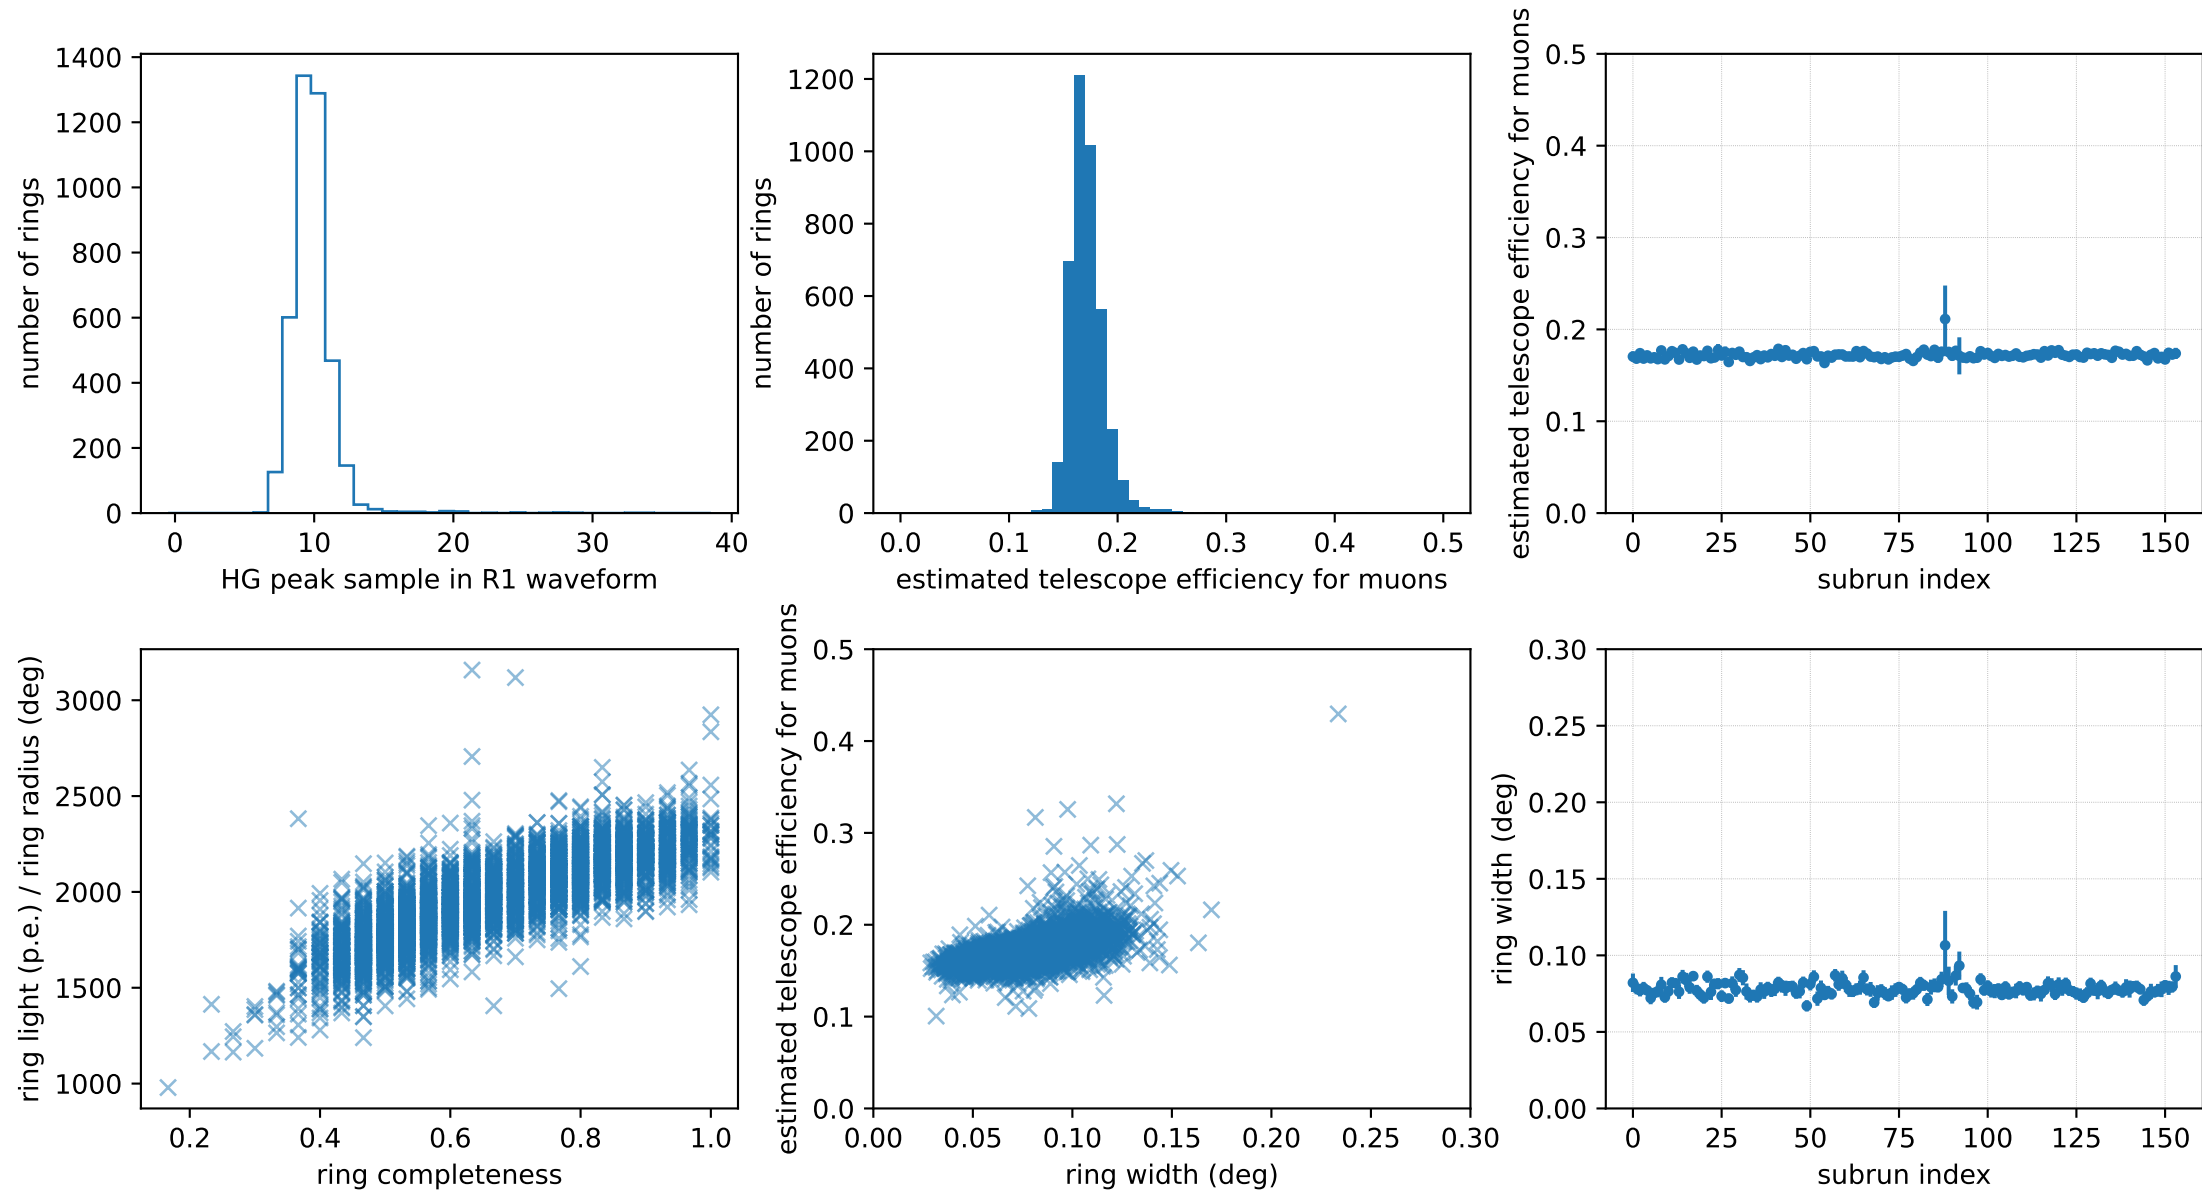 number of rings
1400
1200
1000
800
600
400
200
0
0 10 20 30 40
HG peak sample in R1 waveform
number of rings
1200
1000
800
600
400
200
0
0.0 0.1 0.2 0.3 0.4 0.5
estimated telescope efficiency for muons
estimated telescope efficiency for muons
0.5
0.4
0.3
0.2
0.1
0.0
0 25 50 75 100 125 150
subrun index
ring light (p.e.) / ring radius (deg)
3000
2500
2000
1500
1000
0.2 0.4 0.6 0.8 1.0
ring completeness
estimated telescope efficiency for muons
0.5
0.4
0.3
0.2
0.1
0.0
0.00 0.05 0.10 0.15 0.20 0.25 0.30
ring width (deg)
ring width (deg)
0.30
0.25
0.20
0.15
0.10
0.05
0.00
0 25 50 75 100 125 150
subrun index